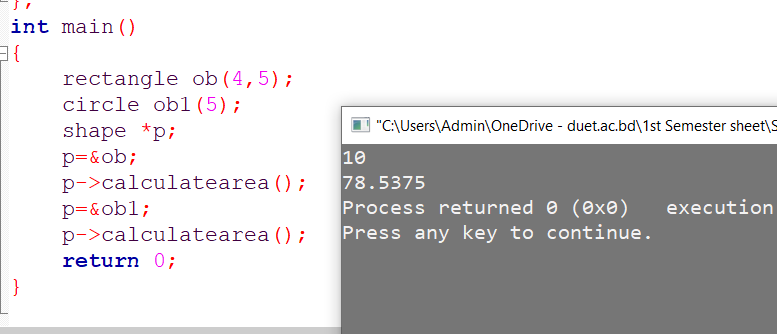 };
int main()
{
rectangle ob(4,5);
circle ob1(5);
shape *p;
p=&ob;
p->calculatearea();
p=&ob1;
p->calculatearea();
return 0;
}
"C:\Users\Admin\OneDrive - duet.ac.bd\1st Semester sheet\S
10
78.5375
Process returned 0 (0x0)   execution
Press any key to continue.